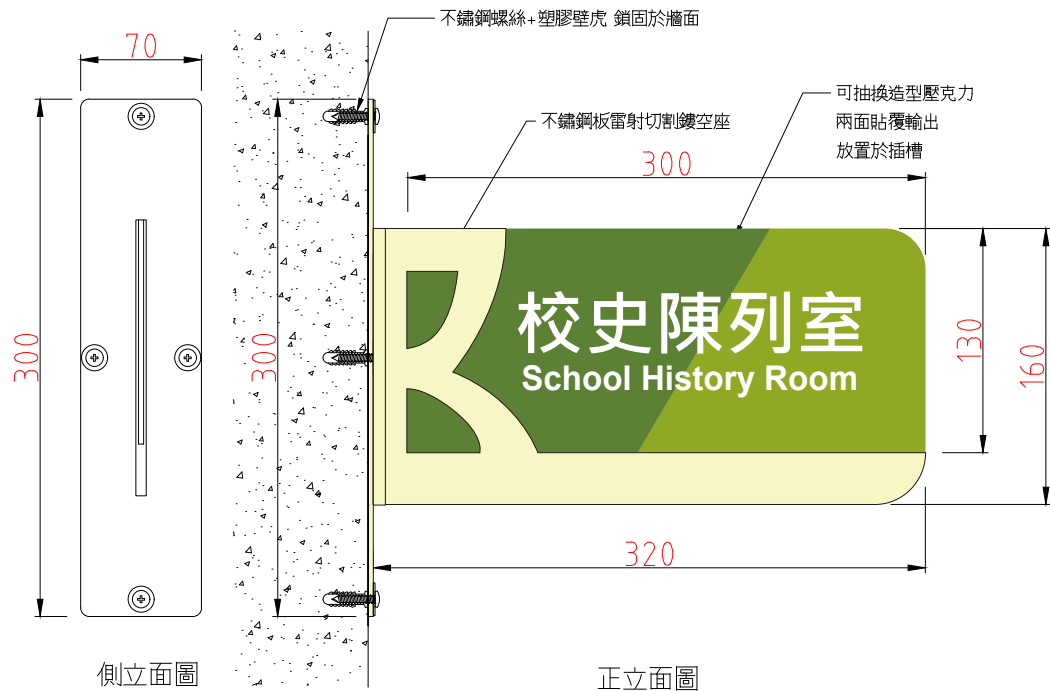 不鏽鋼螺絲+塑膠壁虎 鎖固於牆面
70
可抽換造型壓克力
兩面貼覆輸出
放置於插槽
不鏽鋼板雷射切割鏤空座
300
校史陳列室
School History Room
300
300
130
160
320
側立面圖
正立面圖